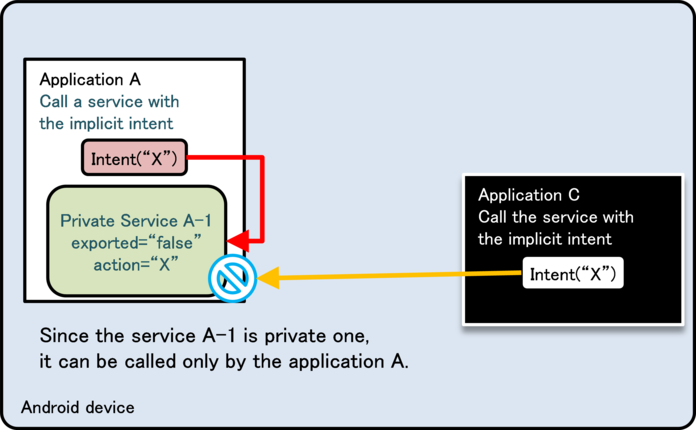 Application A
Call a service with
the implicit intent
Intent(“X”)
Private Service A-1
exported=“false”
action=“X”
Application C
Call the service with
the implicit intent
Intent(“X”)
Since the service A-1 is private one,
it can be called only by the application A.
Android device